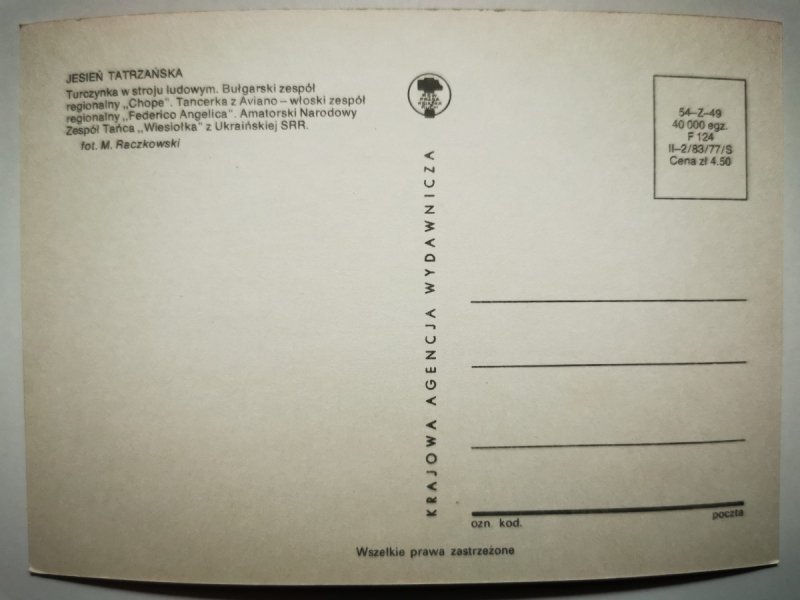 JESIEŃ TATRZAŃSKA
Turczynka w stroju ludowym. Bułgarski zespół
regionalny „Chope". Tancerka z Aviano – włoski zespół
regionalny „Federico Angelica". Amatorski Narodowy
Zespół Tańca „Wiesiołka" z Ukraińskiej SRR.
fot. M. Raczkowski
KRAJOWA AGENCJA WYDAWNICZA
54–Z–49
40 000 egz.
F 124
II–2/83/77/S
Cena zł 4.50
ozn. kod.
poczta
Wszelkie prawa zastrzeżone